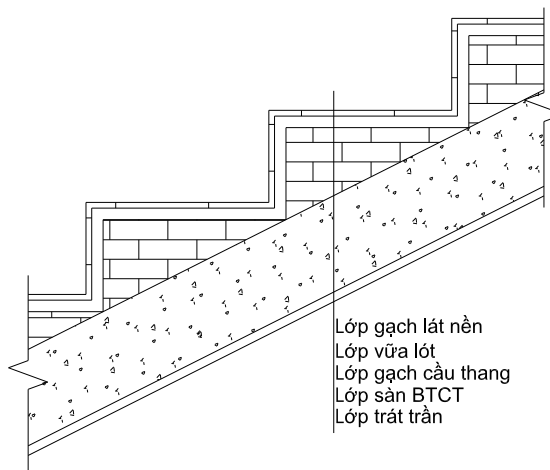 Lớp gạch lát nền
Lớp vữa lót
Lớp gạch cầu thang
Lớp sàn BTCT
Lớp trát trần